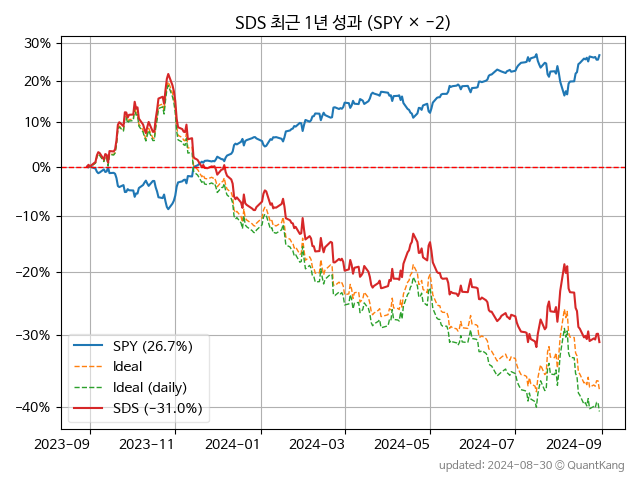 SDS 최근 1년 성과 (SPY × −2)
30%
20%
10%
0%
−10%
−20%
−30%
−40%
SPY (26.7%)
Ideal
Ideal (daily)
SDS (−31.0%)
2023−09
2023−11
2024−01
2024−03
2024−05
2024−07
2024−09
updated: 2024−08−30 © QuantKang